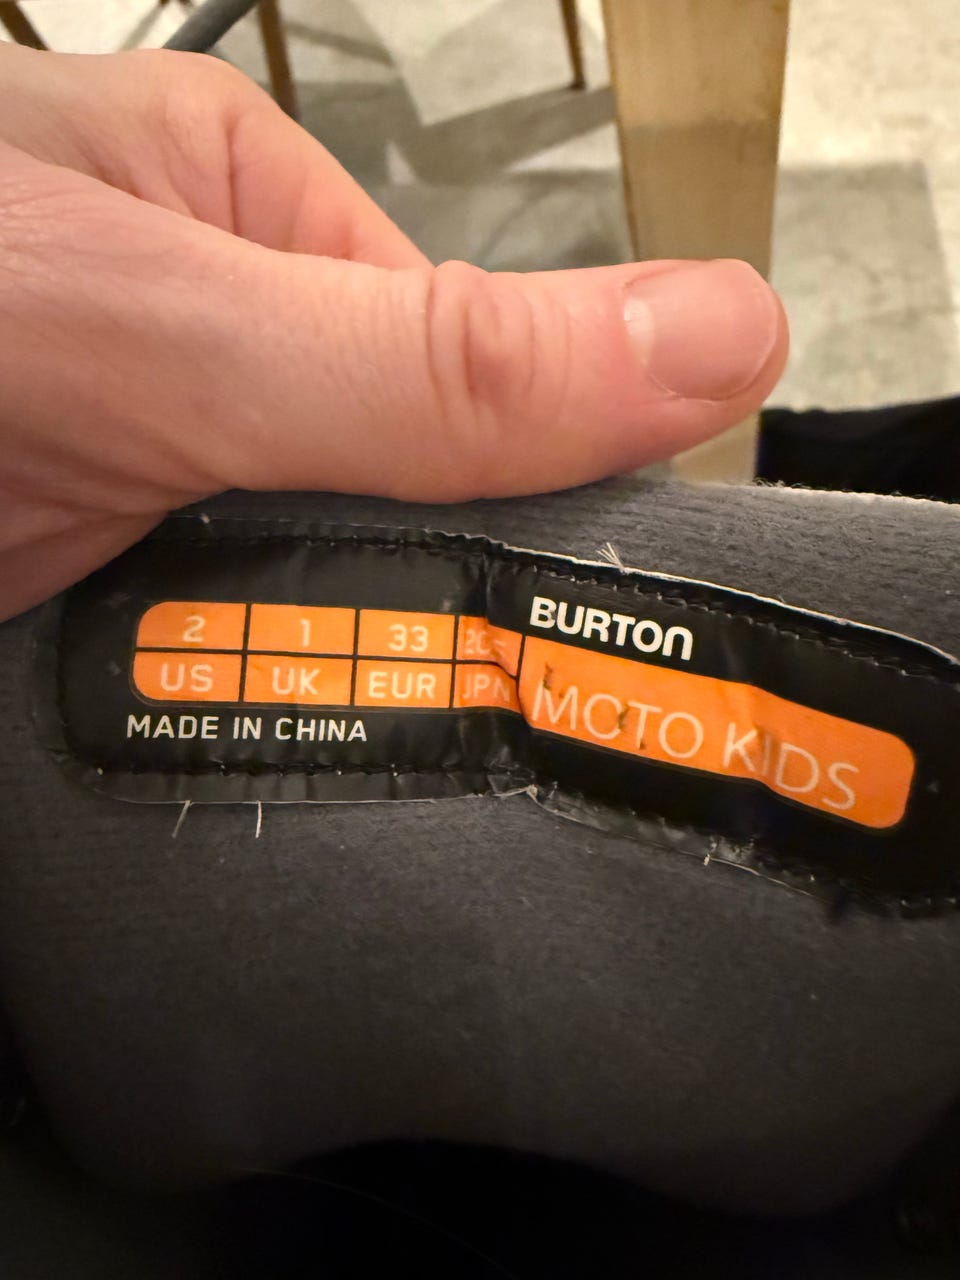 2 1 33
US UK EUR JPN
MADE IN CHINA
BURTON
MOTO KIDS